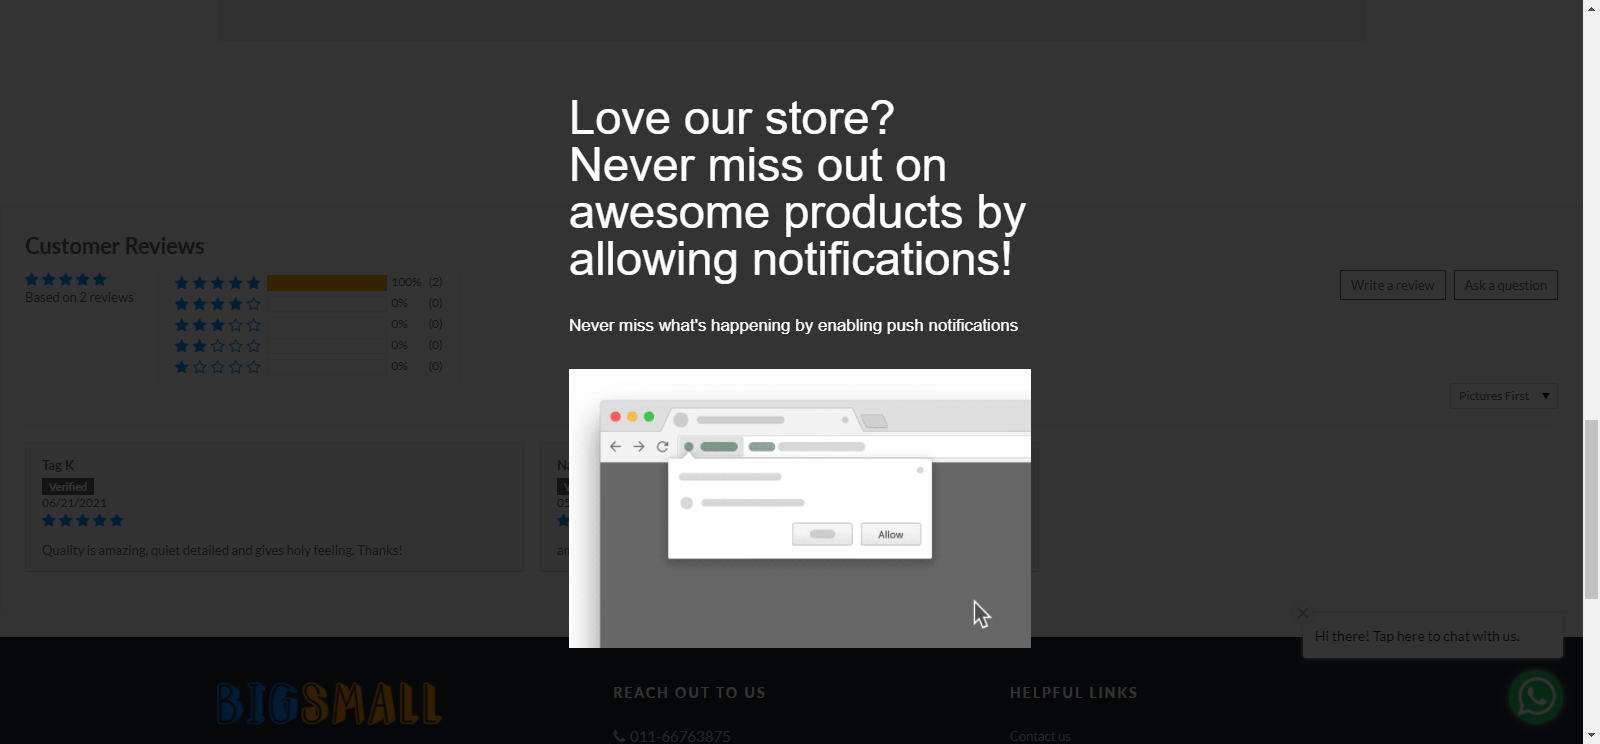 Love our store?
Never miss out on
awesome products by
allowing notifications!
Never miss what's happening by enabling push notifications
Allow
Customer Reviews
Based on 2 reviews
100% (2)
0% (0)
0% (0)
0% (0)
0% (0)
Write a review
Ask a question
Pictures First
Tag K
Verified
06/21/2021
Quality is amazing, quiet detailed and gives holy feeling. Thanks!
Hi there! Tap here to chat with us.
BIGSMALL
REACH OUT TO US
011-66763875
HELPFUL LINKS
Contact us